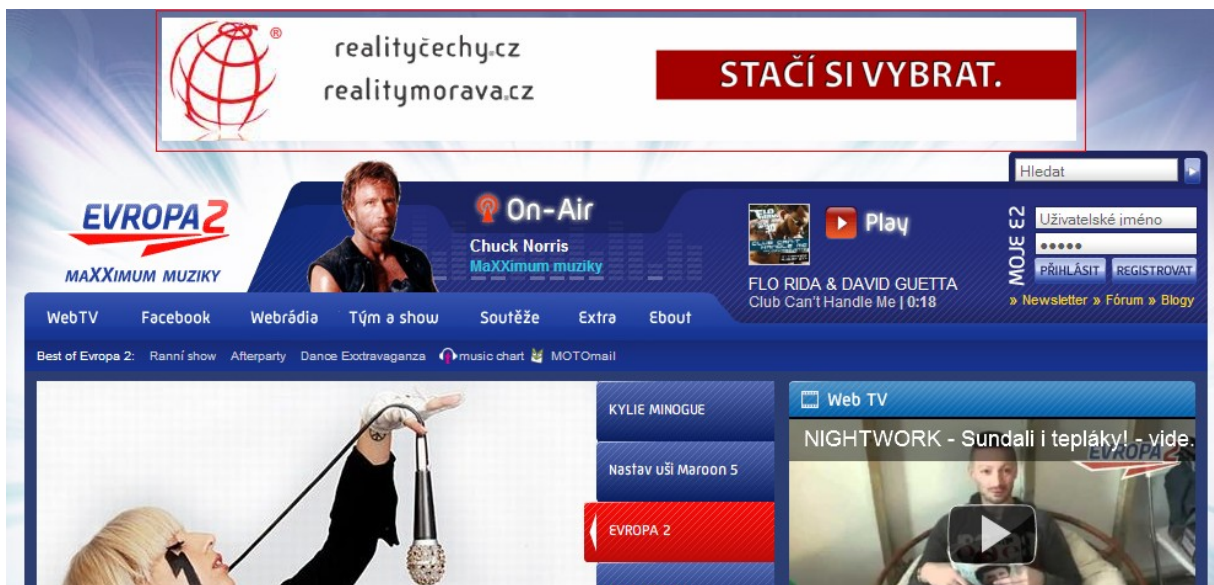 ®
realityčechy.cz
realitymorava.cz
STAČÍ SI VYBRAT.
Hledat
EVROPA 2
MAXXIMUM MUZIKY
On-Air
Chuck Norris
MaXXimum muziky
Play
FLO RIDA & DAVID GUETTA
Club Can't Handle Me | 0:18
MOJE E2
Uživatelské jméno
•••••
PŘIHLÁSIT REGISTROVAT
» Newsletter » Fórum » Blogy
WebTV Facebook Webrádia Tým a show Soutěže Extra Ebout
Best of Evropa 2: Ranní show Afterparty Dance Exxtravaganza music chart MOTOmail
KYLIE MINOGUE
Nastav uši Maroon 5
EVROPA 2
Web TV
NIGHTWORK - Sundali i tepláky! - vide.
EVROPA 2